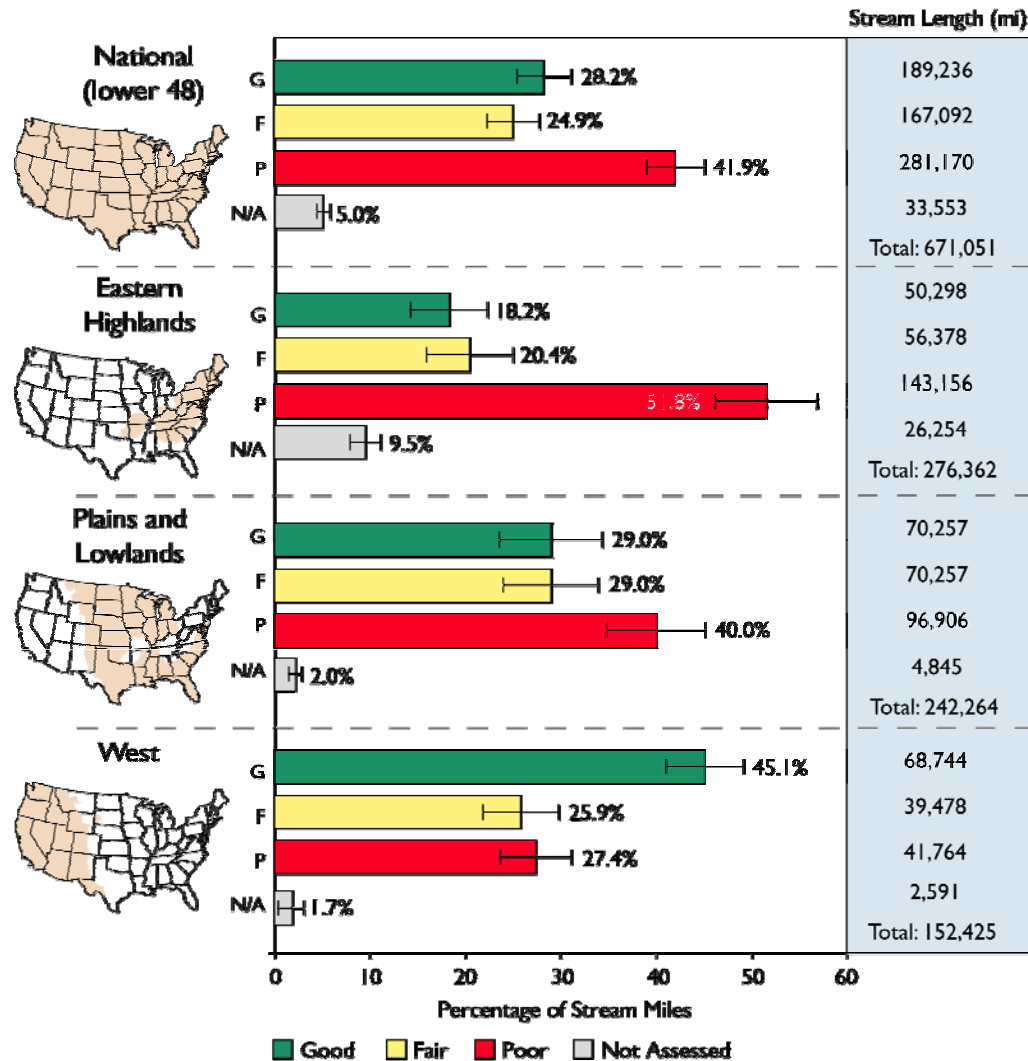 Stream Length (mi)
National
(lower 48)
G 28.2% 189,236
F 24.9% 167,092
P 41.9% 281,170
N/A 5.0% 33,553
Total: 671,051
Eastern
Highlands
G 18.2% 50,298
F 20.4% 56,378
P 51.8% 143,156
N/A 9.5% 26,254
Total: 276,362
Plains and
Lowlands
G 29.0% 70,257
F 29.0% 70,257
P 40.0% 96,906
N/A 2.0% 4,845
Total: 242,264
West
G 45.1% 68,744
F 25.9% 39,478
P 27.4% 41,764
N/A 1.7% 2,591
Total: 152,425
0 10 20 30 40 50 60
Percentage of Stream Miles
Good Fair Poor Not Assessed